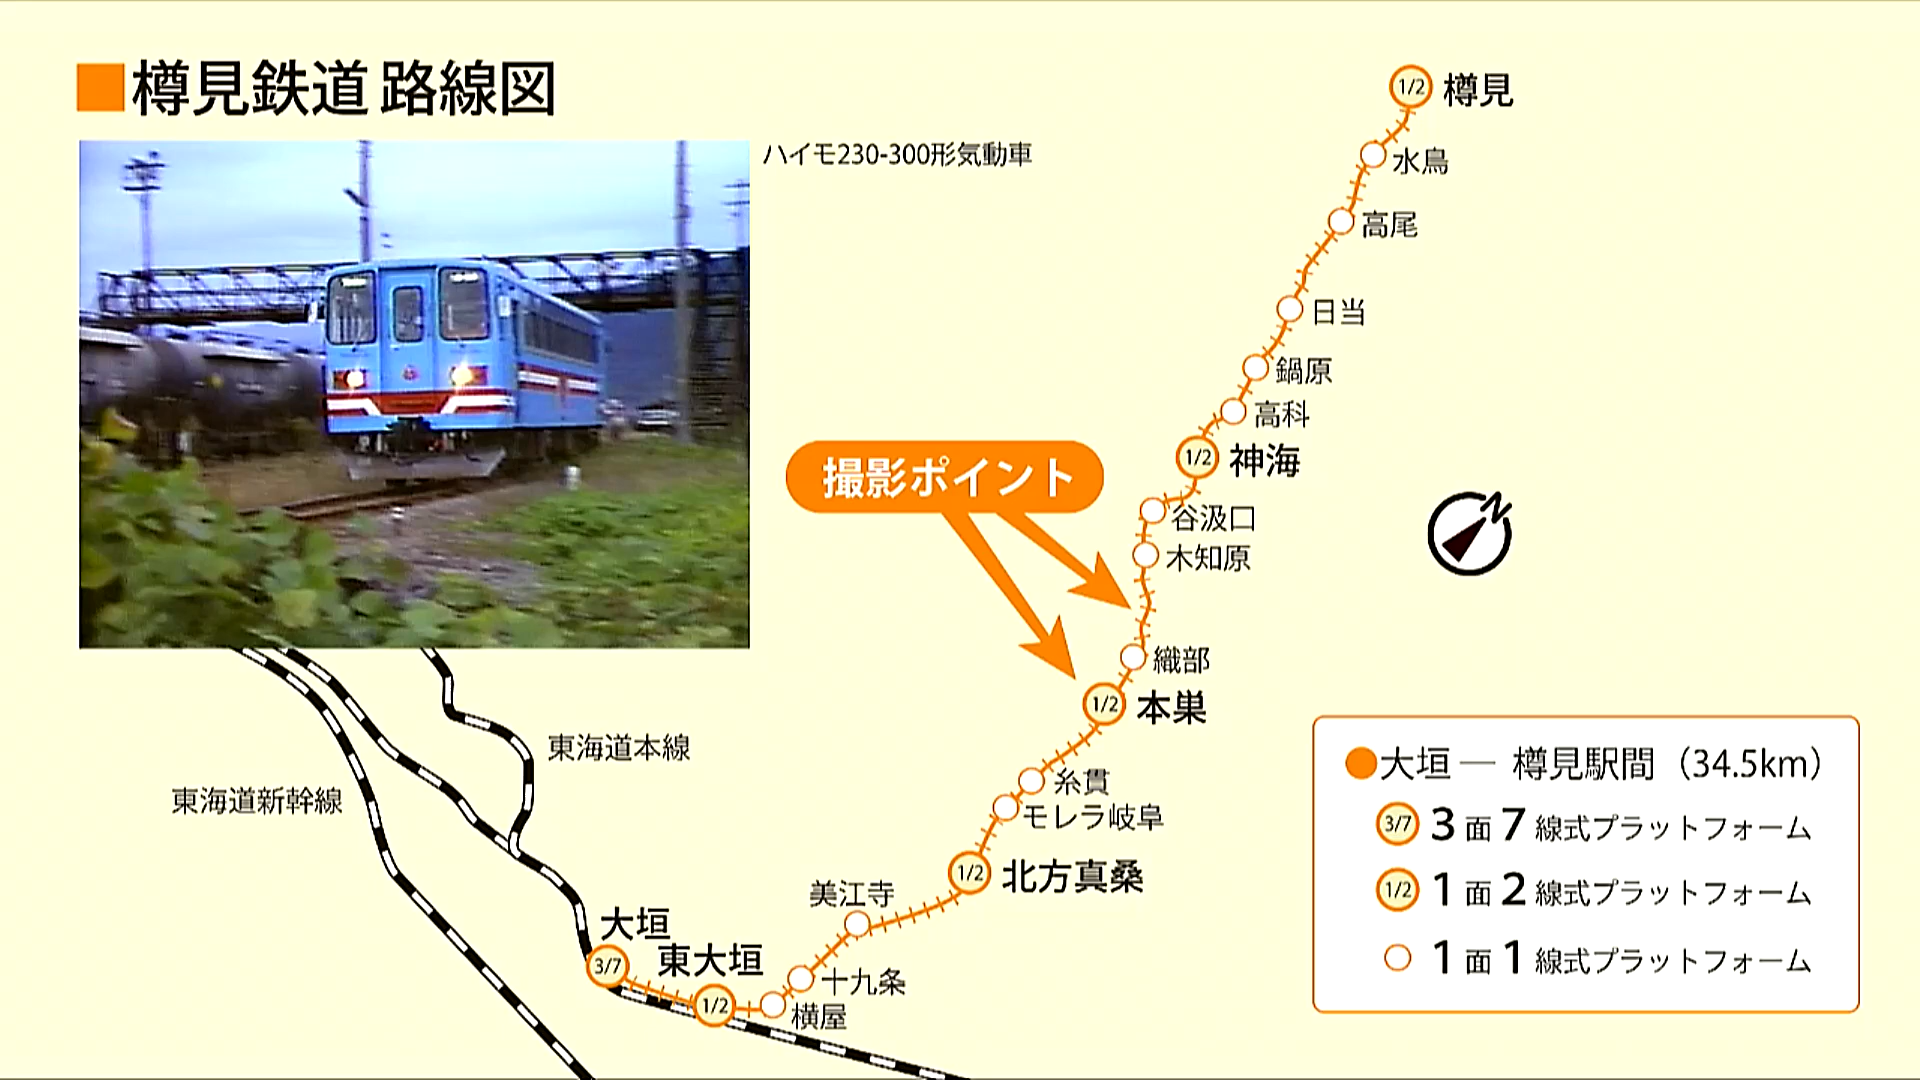 ■樽見鉄道 路線図
ハイモ230-300形気動車
1/2 樽見
水鳥
高尾
日当
鍋原
高科
1/2 神海
撮影ポイント
谷汲口
木知原
N
織部
1/2 本巣
東海道本線
東海道新幹線
糸貫
モレラ岐阜
1/2 北方真桑
美江寺
大垣
3/7
東大垣
1/2
十九条
横屋
●大垣 ― 樽見駅間（34.5km）
3/7 3 面 7 線式プラットフォーム
1/2 1 面 2 線式プラットフォーム
○ 1 面 1 線式プラットフォーム